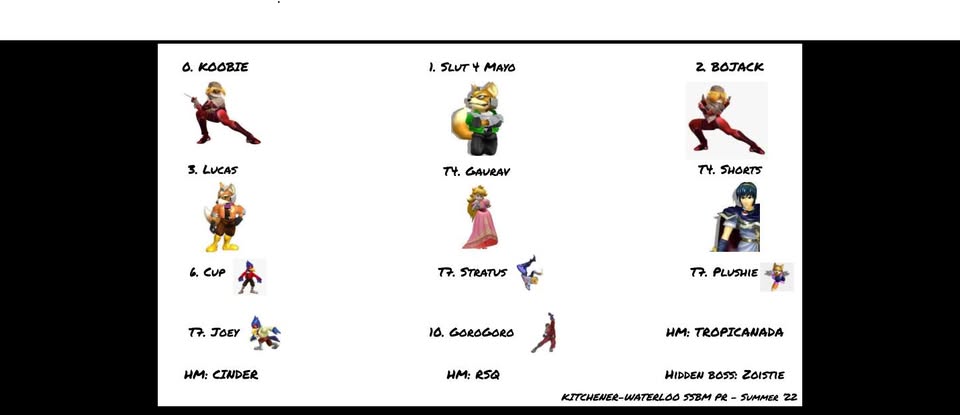 0. KOOBIE
1. SLUT 4 MAYO
2. BOJACK
3. LUCAS
T4. GAURAV
T4. SHORTS
6. CUP
T7. STRATUS
T7. PLUSHIE
T7. JOEY
10. GOROGORO
HM: TROPICANADA
HM: CINDER
HM: RSQ
HIDDEN BOSS: ZOISTIE
KITCHENER-WATERLOO SSBM PR - SUMMER '22